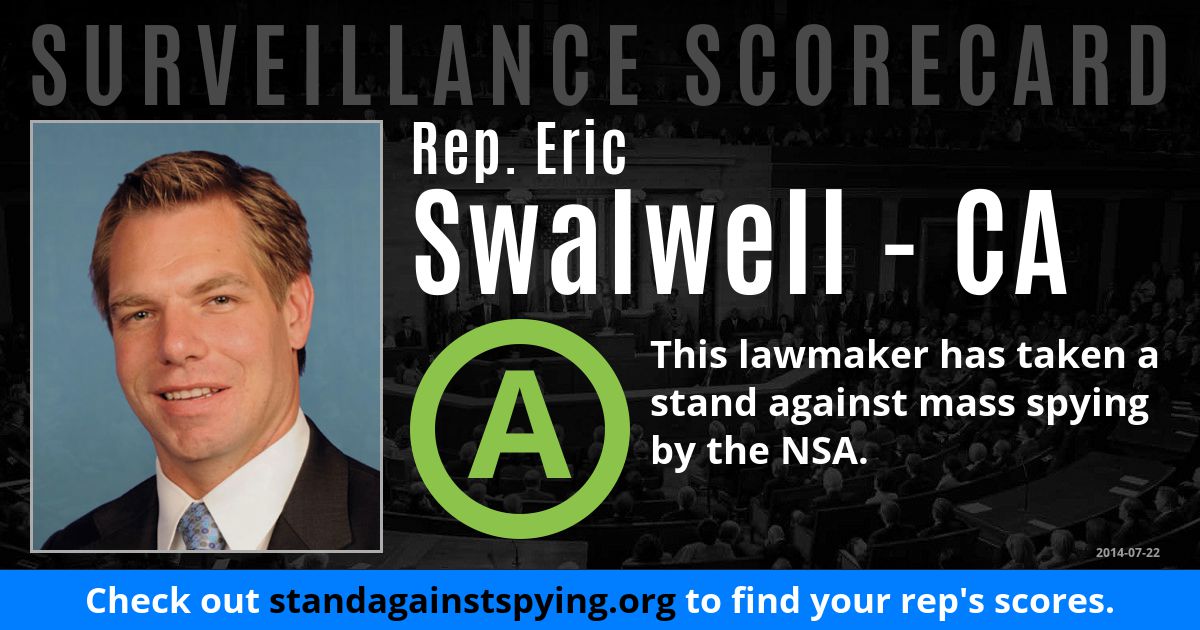 SURVEILLANCE SCORECARD
Rep. Eric
Swalwell - CA
A
This lawmaker has taken a
stand against mass spying
by the NSA.
2014-07-22
Check out standagainstspying.org to find your rep's scores.